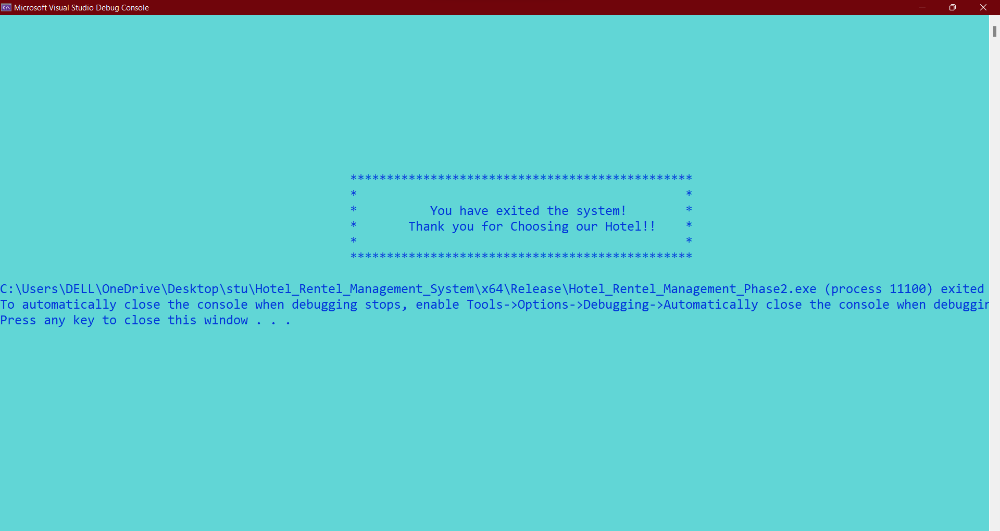 Microsoft Visual Studio Debug Console
***********************************************
* *
* You have exited the system! *
* Thank you for Choosing our Hotel!! *
* *
***********************************************
C:\Users\DELL\OneDrive\Desktop\stu\Hotel_Rentel_Management_System\x64\Release\Hotel_Rentel_Management_Phase2.exe (process 11100) exited
To automatically close the console when debugging stops, enable Tools->Options->Debugging->Automatically close the console when debuggin
Press any key to close this window . . .